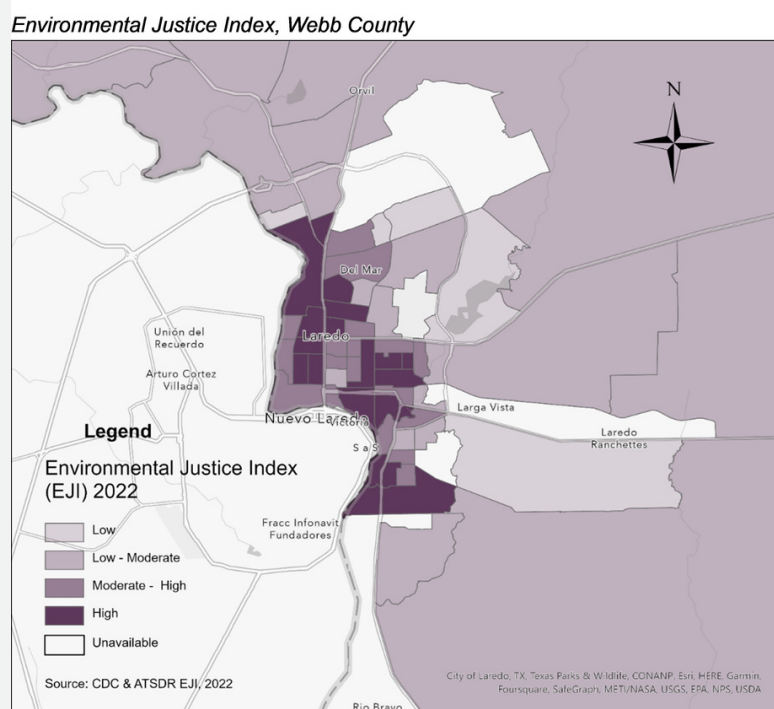 Environmental Justice Index, Webb County
Orvil
N
Del Mar
Unión del
Recuerdo
Laredo
Arturo Cortez
Villada
Larga Vista
Nuevo Laredo
Victoria
Laredo
Ranchettes
Legend
S a S
Environmental Justice Index
(EJI) 2022
Low
Fracc Infonavit
Fundadores
Low - Moderate
Moderate - High
High
Unavailable
Source: CDC & ATSDR EJI, 2022
City of Laredo, TX, Texas Parks & Wildlife, CONANP, Esri, HERE, Garmin,
Foursquare, SafeGraph, METI/NASA, USGS, EPA, NPS, USDA
Rio Bravo